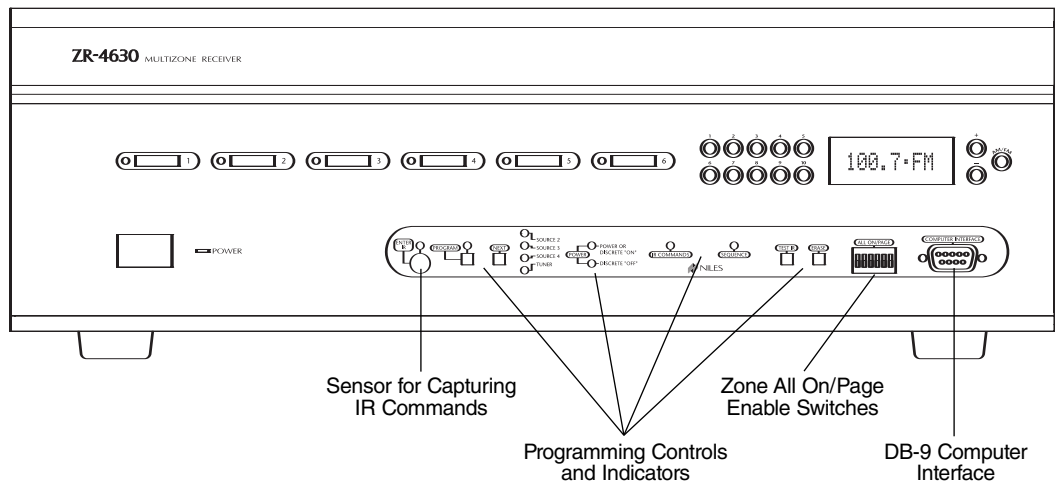 ZR-4630 MULTIZONE RECEIVER
1 2 3 4 5
6 7 8 9 10
100.7 FM
+
−
AM/FM
1 2 3 4 5 6
POWER
ENTER IR
PROGRAM
NEXT
SOURCE 2
SOURCE 3
SOURCE 4
TUNER
POWER
POWER OR DISCRETE "ON"
DISCRETE "OFF"
IR COMMANDS
SEQUENCE
NILES
TEST IR
ERASE
ALL ON/PAGE
COMPUTER INTERFACE
Sensor for Capturing
IR Commands
Programming Controls
and Indicators
Zone All On/Page
Enable Switches
DB-9 Computer
Interface